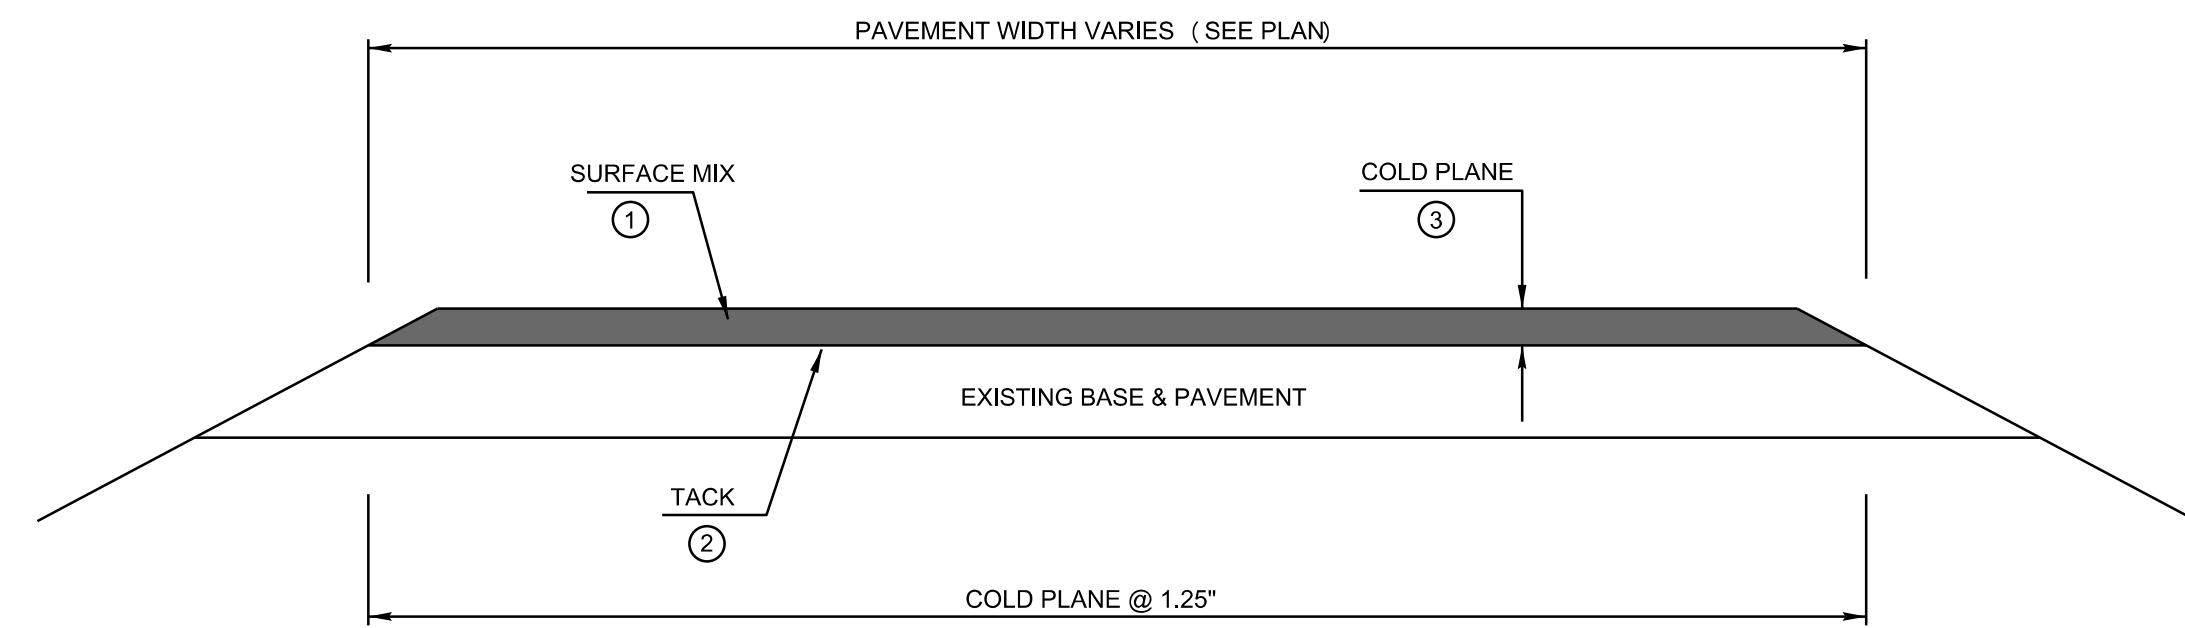 PAVEMENT WIDTH VARIES ( SEE PLAN)
SURFACE MIX
1
COLD PLANE
3
EXISTING BASE & PAVEMENT
TACK
2
COLD PLANE @ 1.25"